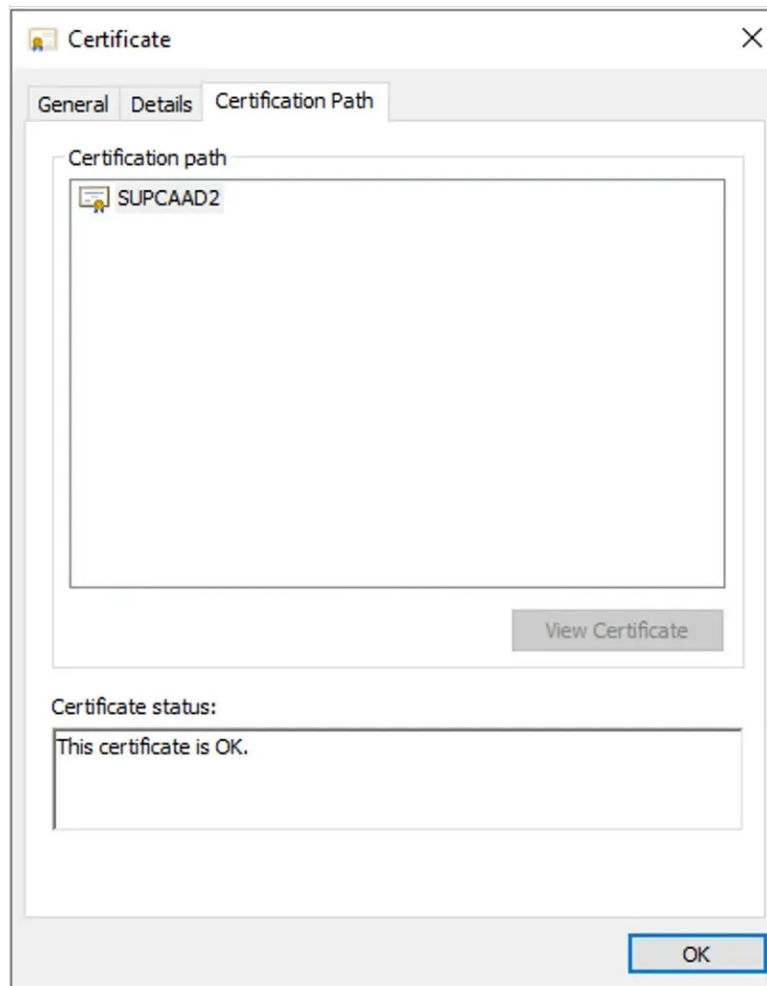 Certificate
General
Details
Certification Path
Certification path
SUPCAAD2
View Certificate
Certificate status:
This certificate is OK.
OK